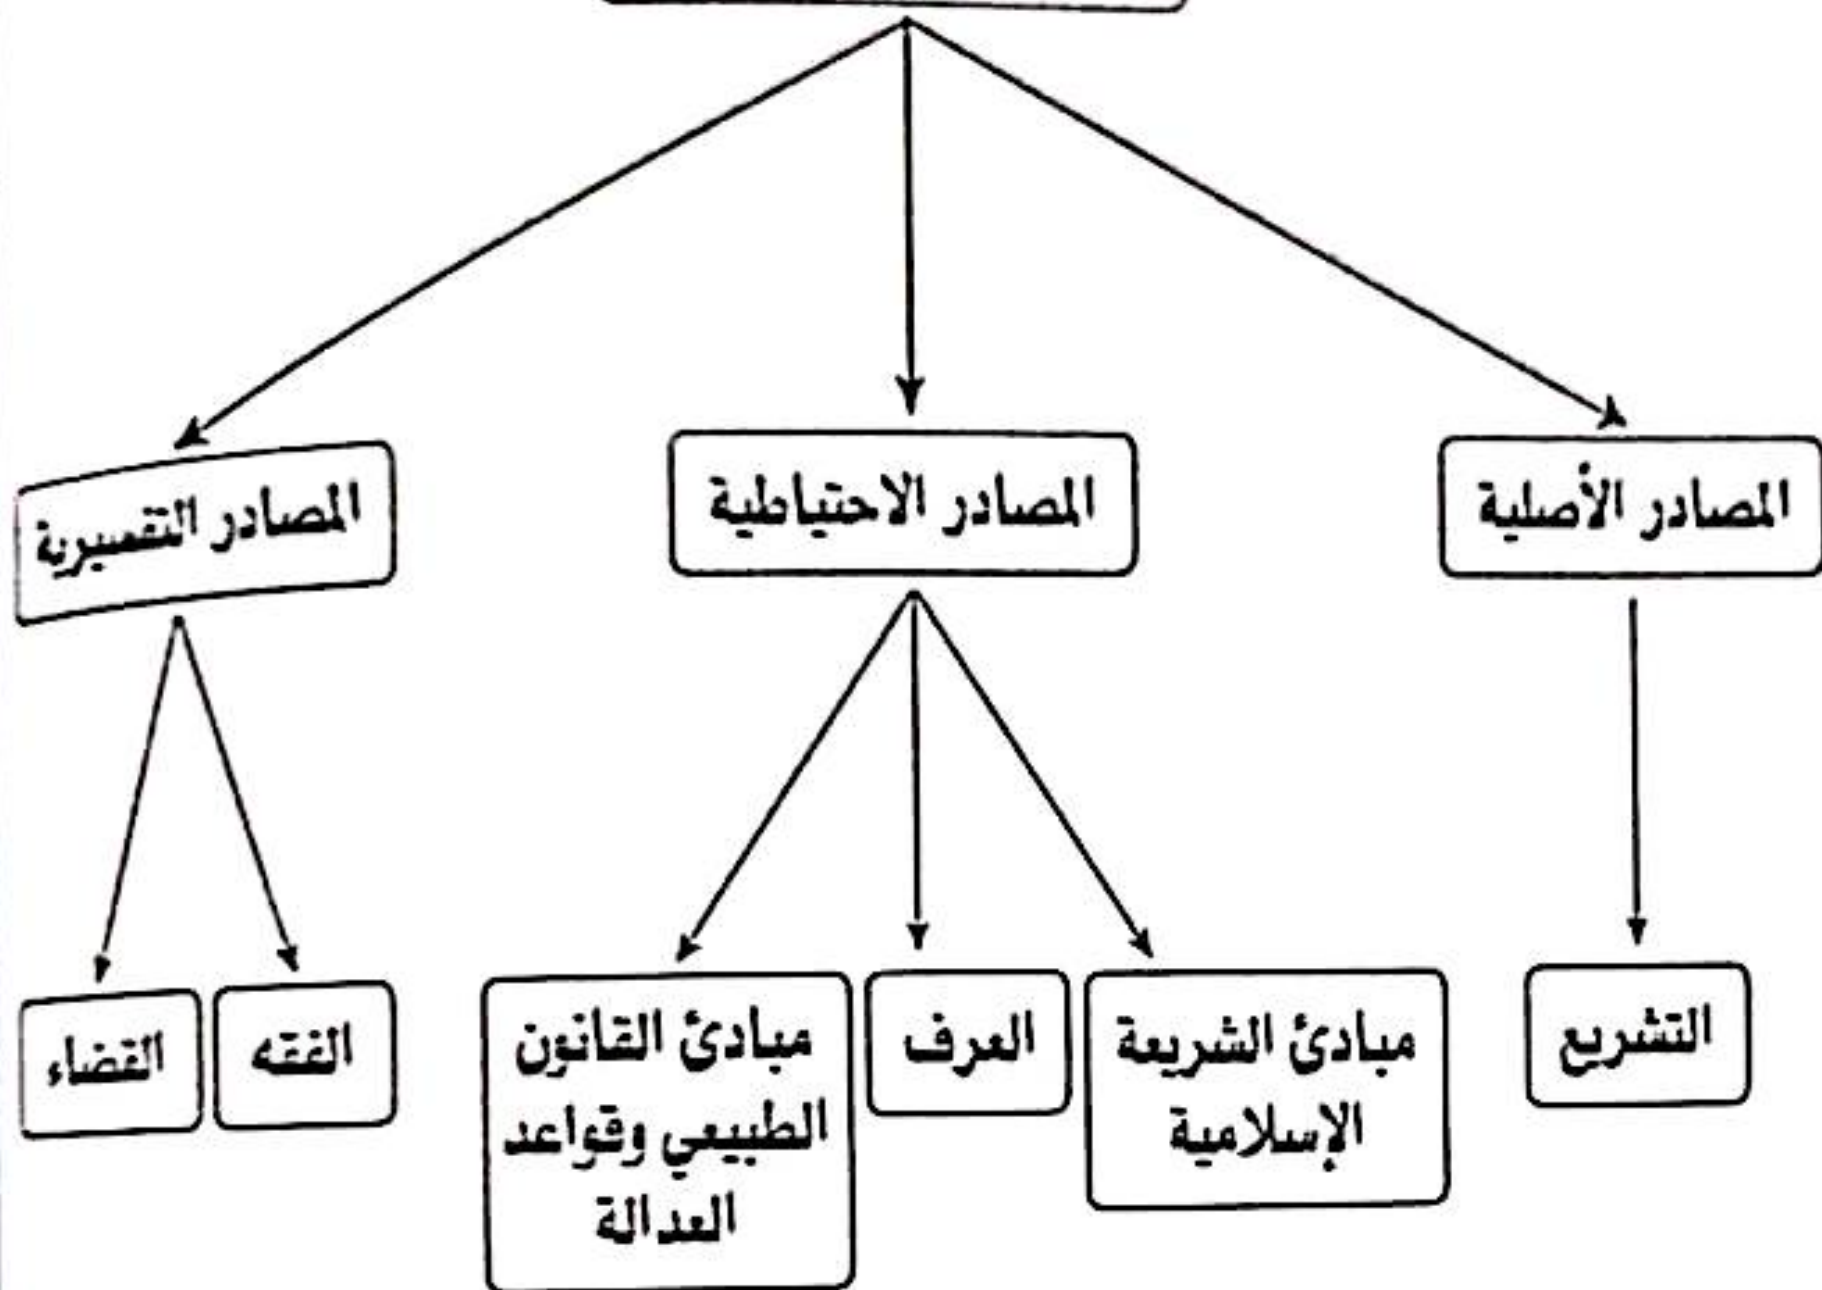 المصادر الأصلية
المصادر الاحتياطية
المصادر التفسيرية
التشريع
مبادئ الشريعة
الإسلامية
العرف
مبادئ القانون
الطبيعي وقواعد
العدالة
الفقه
القضاء